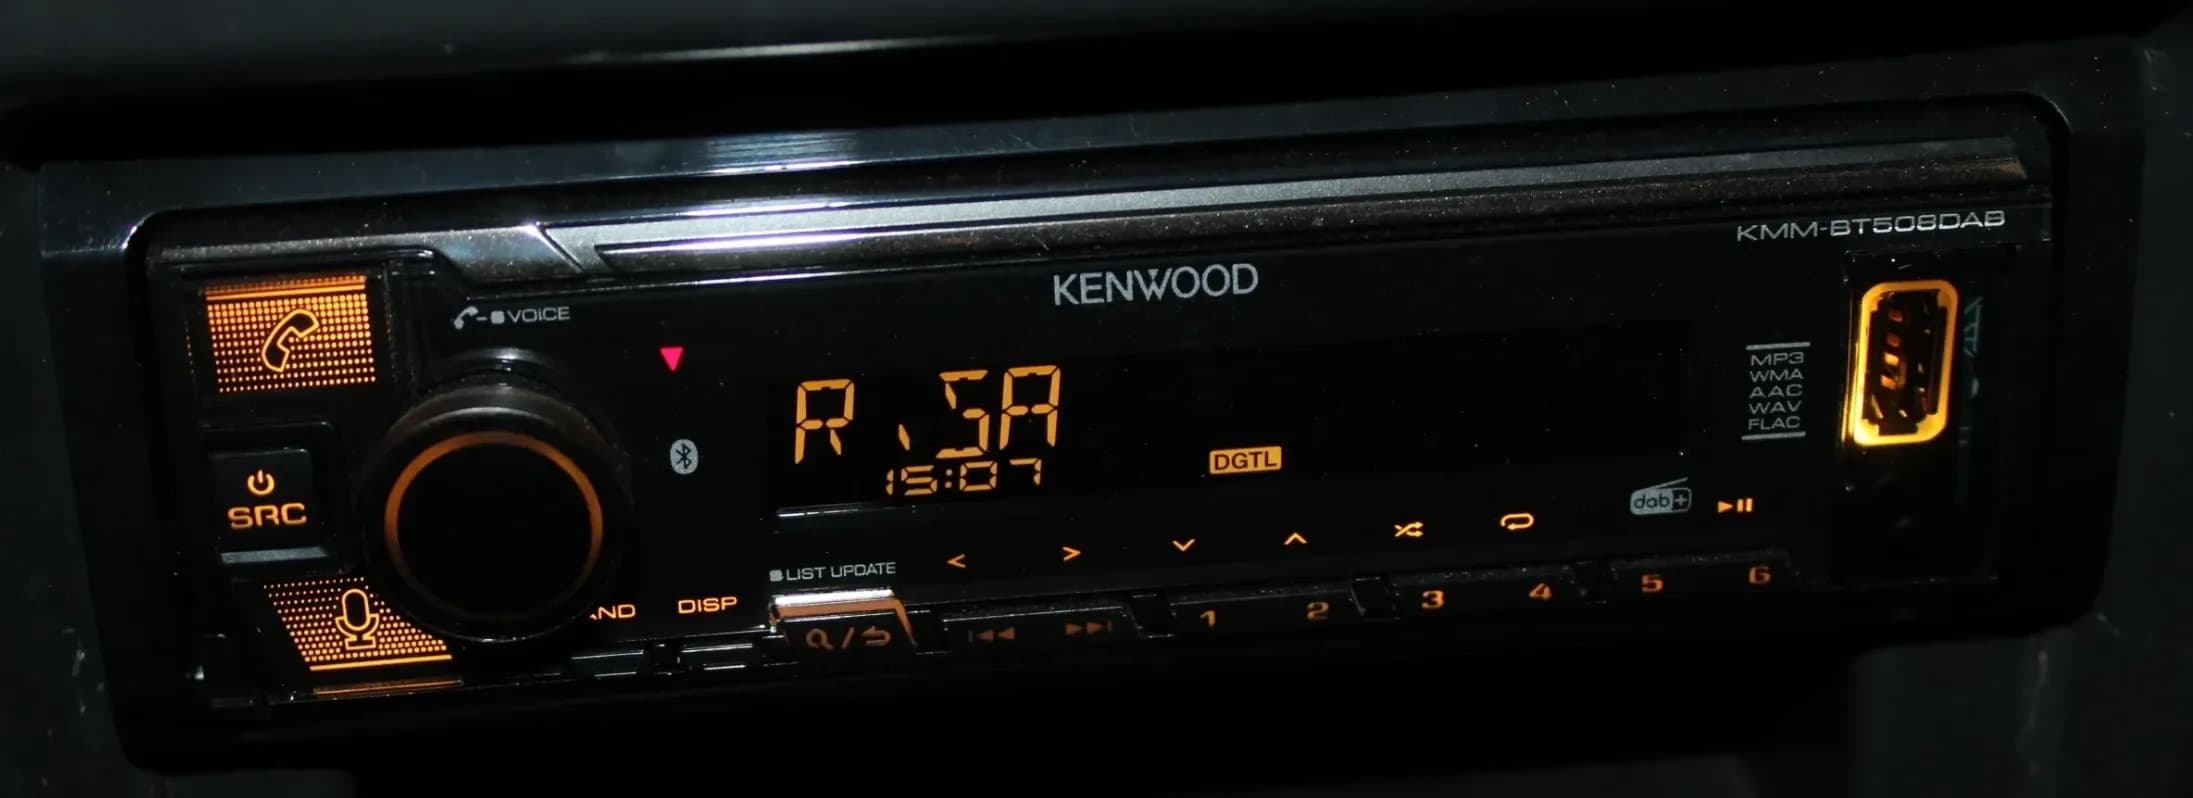 KMM-BT508DAB
KENWOOD
VOICE
R.SA
15:07
DGTL
MP3
WMA
AAC
WAV
FLAC
SRC
dab+
LIST UPDATE
DISP
1 2 3 4 5 6